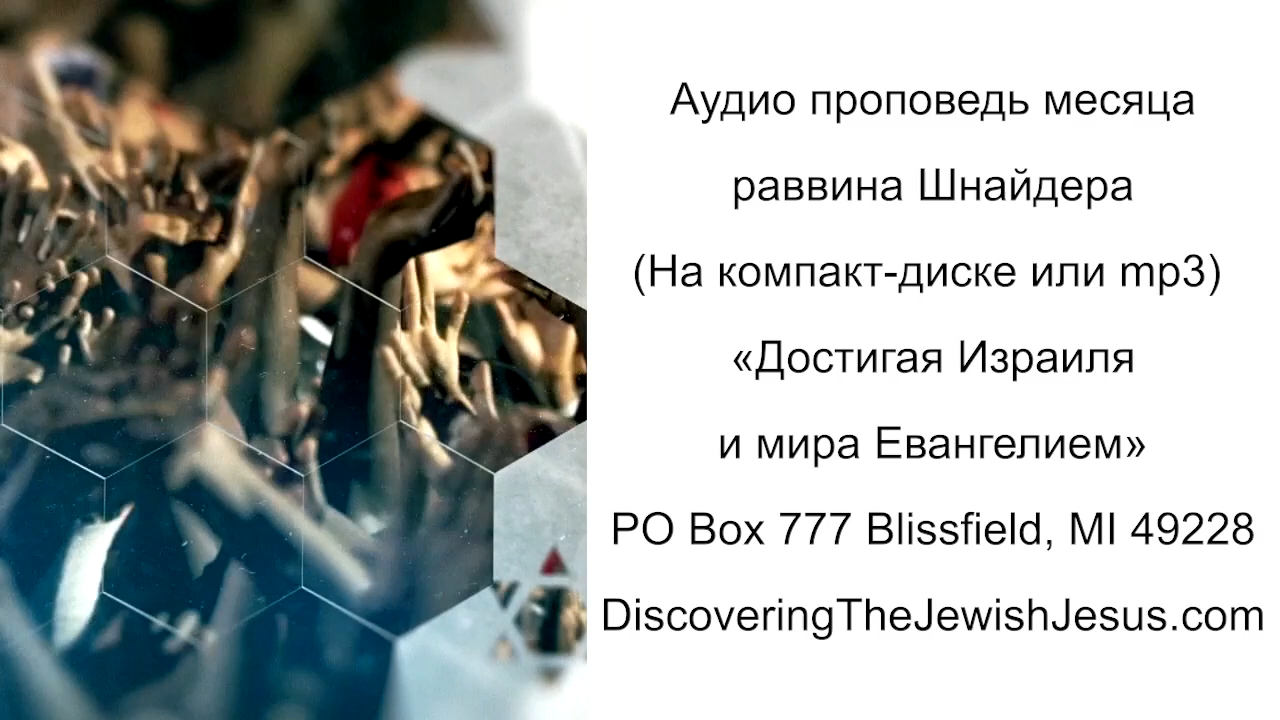 Аудио проповедь месяца
раввина Шнайдера
(На компакт-диске или mp3)
«Достигая Израиля
и мира Евангелием»
PO Box 777 Blissfield, MI 49228
DiscoveringTheJewishJesus.com